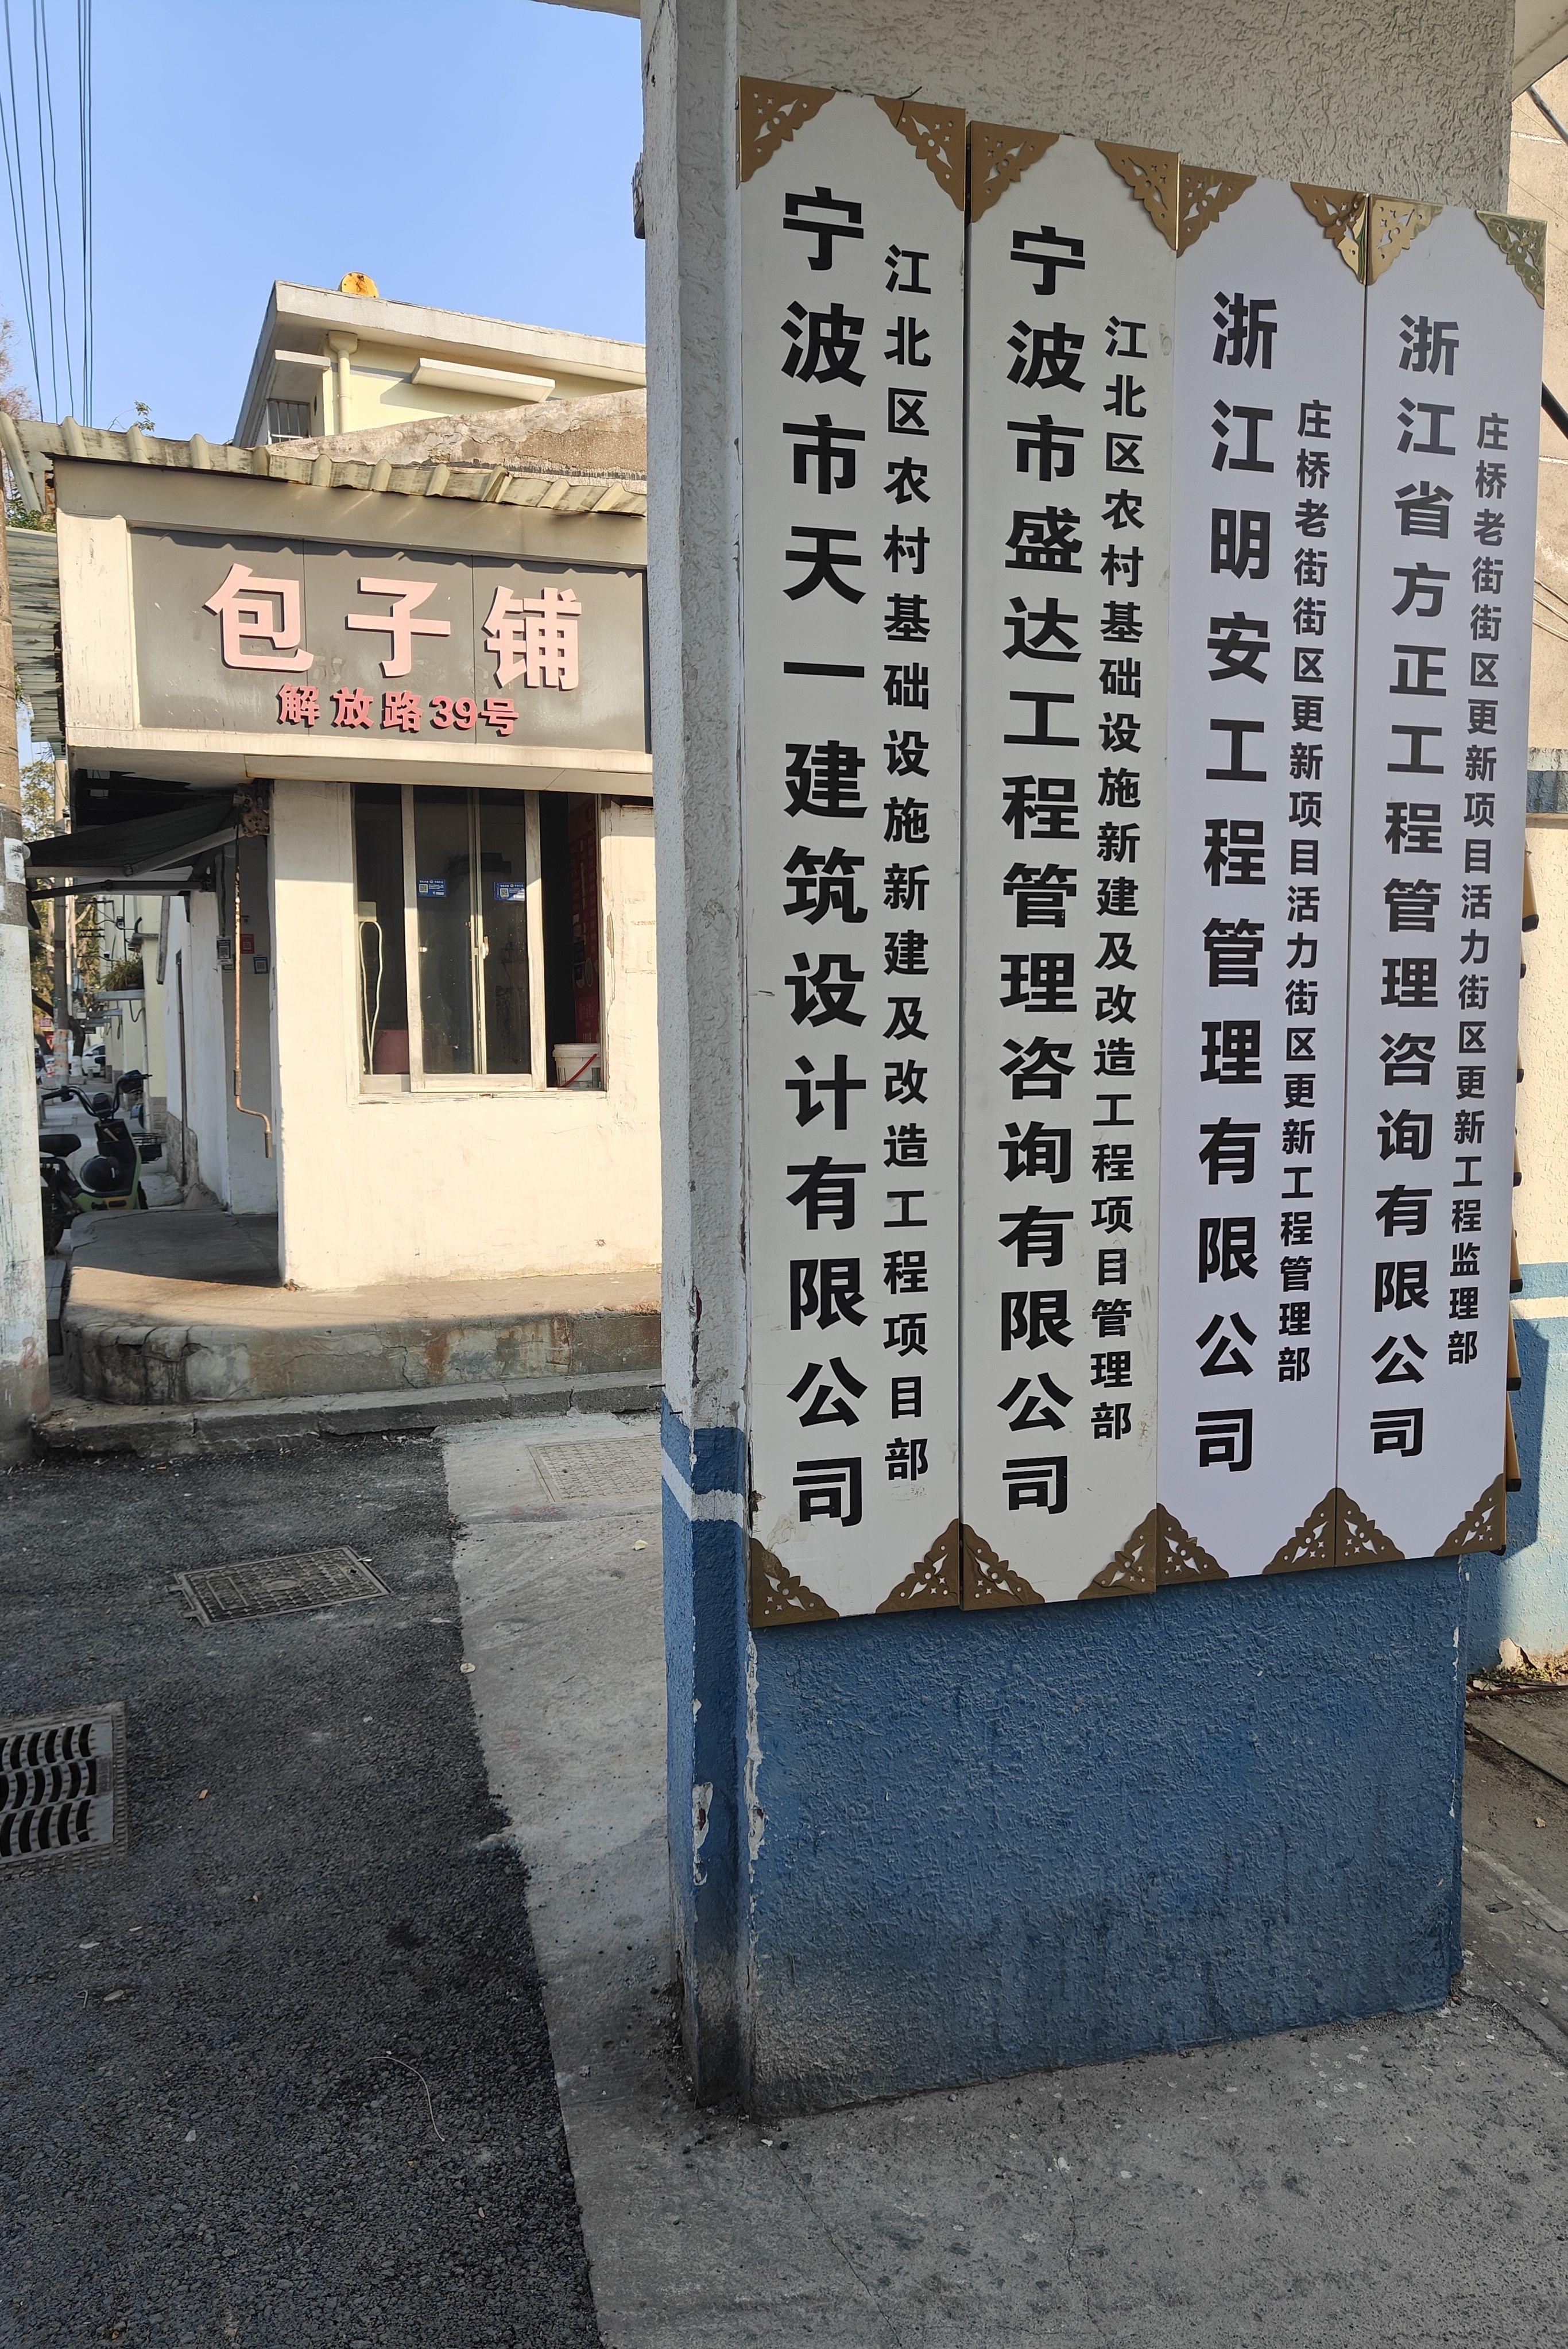 包子铺
解放路39号
宁波市天一建筑设计有限公司
江北区农村基础设施新建及改造工程项目部
宁波市盛达工程管理咨询有限公司
江北区农村基础设施新建及改造工程项目管理部
浙江明安工程管理有限公司
庄桥老街街区更新项目活力街区更新工程管理部
浙江省方正工程管理咨询有限公司
庄桥老街街区更新项目活力街区更新工程监理部